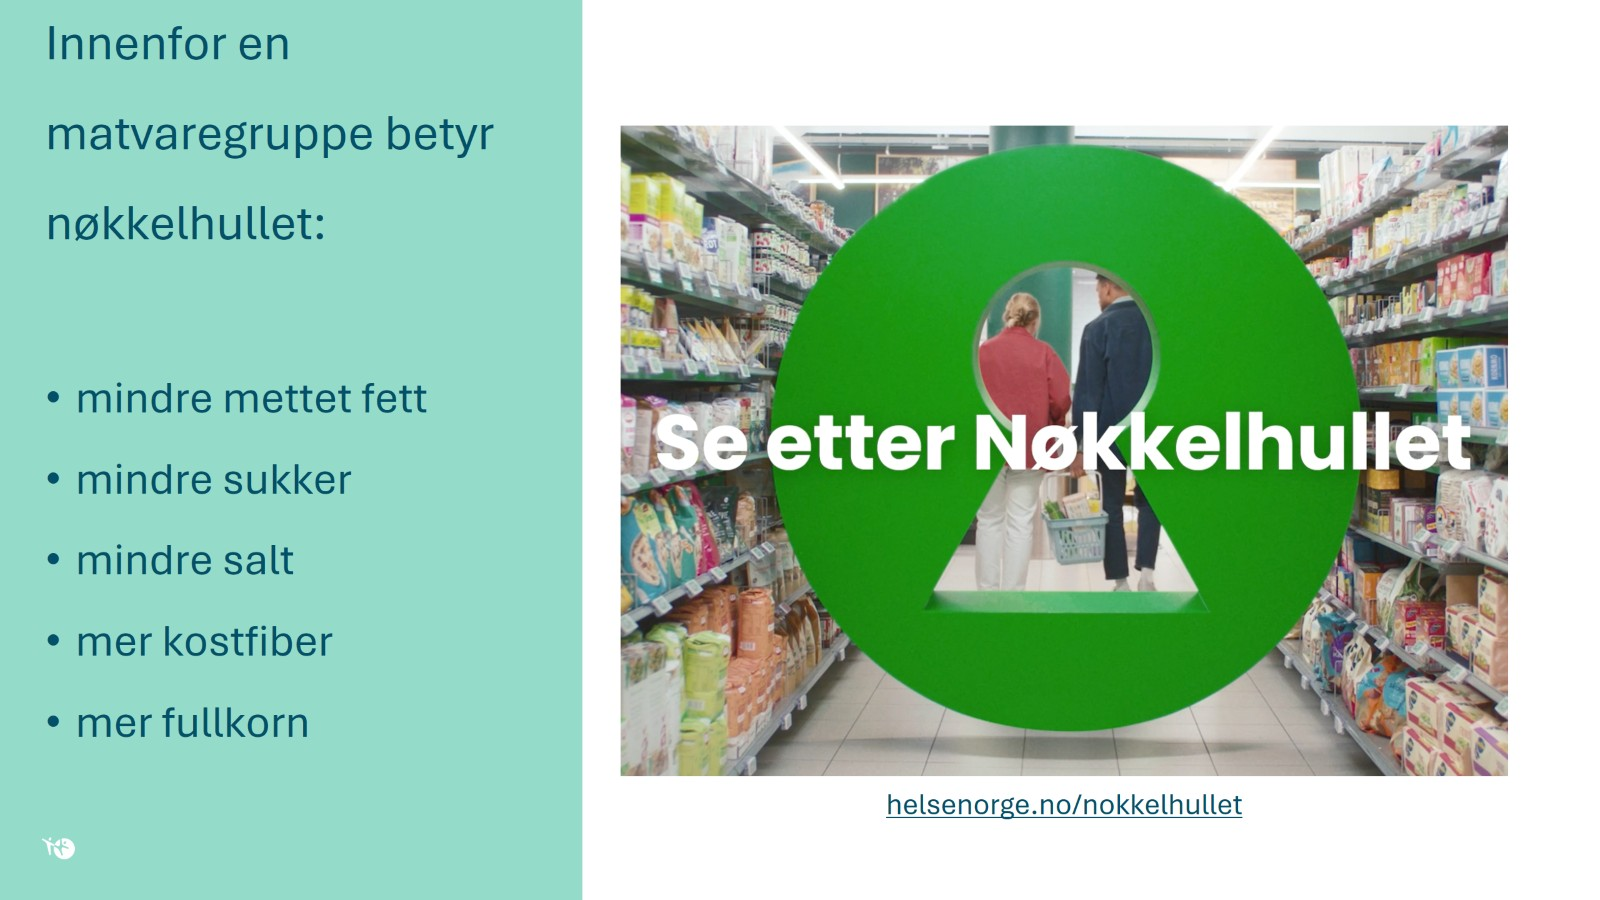 Innenfor en
matvaregruppe betyr
nøkkelhullet:
• mindre mettet fett
• mindre sukker
• mindre salt
• mer kostfiber
• mer fullkorn
Se etter Nøkkelhullet
helsenorge.no/nokkelhullet